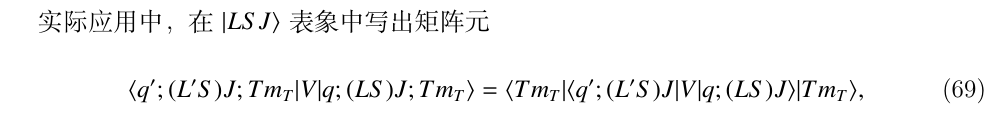 实际应用中，在 |LSJ⟩ 表象中写出矩阵元
⟨q′; (L′S)J; Tm_T|V|q; (LS)J; Tm_T⟩ = ⟨Tm_T|⟨q′; (L′S)J|V|q; (LS)J⟩|Tm_T⟩, (69)